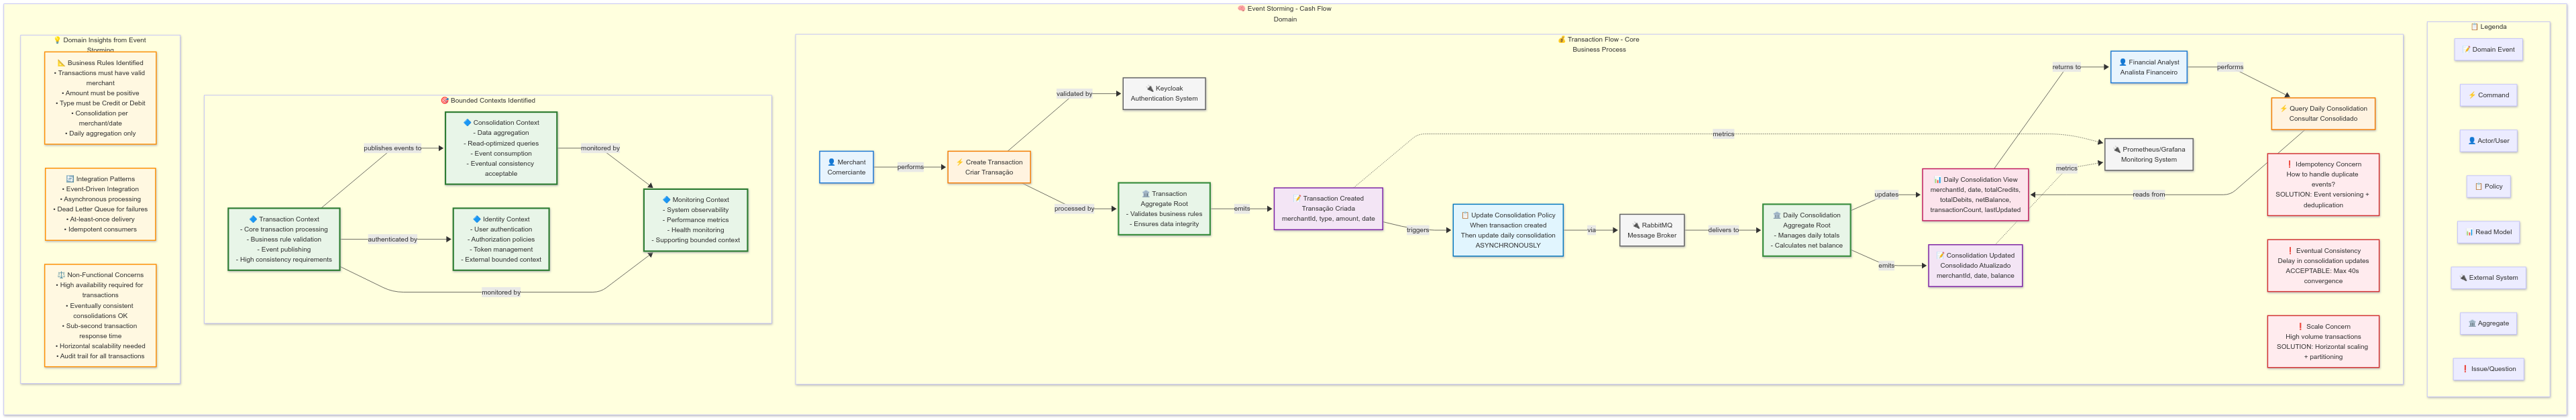 🧠 Event Storming - Cash Flow
Domain
💡 Domain Insights from Event
Storming
📐 Business Rules Identified
• Transactions must have valid
merchant
• Amount must be positive
• Type must be Credit or Debit
• Consolidation per
merchant/date
• Daily aggregation only
🔄 Integration Patterns
• Event-Driven Integration
• Asynchronous processing
• Dead Letter Queue for failures
• At-least-once delivery
• Idempotent consumers
⚖️ Non-Functional Concerns
• High availability required for
transactions
• Eventually consistent
consolidations OK
• Sub-second transaction
response time
• Horizontal scalability needed
• Audit trail for all transactions
🎯 Bounded Contexts Identified
🔷 Transaction Context
- Core transaction processing
- Business rule validation
- Event publishing
- High consistency requirements
publishes events to
authenticated by
monitored by
🔷 Consolidation Context
- Data aggregation
- Read-optimized queries
- Event consumption
- Eventual consistency
acceptable
🔷 Identity Context
- User authentication
- Authorization policies
- Token management
- External bounded context
monitored by
🔷 Monitoring Context
- System observability
- Performance metrics
- Health monitoring
- Supporting bounded context
💰 Transaction Flow - Core
Business Process
👤 Merchant
Comerciante
performs
⚡ Create Transaction
Criar Transação
validated by
🔌 Keycloak
Authentication System
processed by
🏛️ Transaction
Aggregate Root
- Validates business rules
- Ensures data integrity
emits
📝 Transaction Created
Transação Criada
merchantId, type, amount, date
metrics
triggers
📋 Update Consolidation Policy
When transaction created
Then update daily consolidation
ASYNCHRONOUSLY
via
🔌 RabbitMQ
Message Broker
delivers to
🏛️ Daily Consolidation
Aggregate Root
- Manages daily totals
- Calculates net balance
updates
emits
📊 Daily Consolidation View
merchantId, date, totalCredits,
totalDebits, netBalance,
transactionCount, lastUpdated
📝 Consolidation Updated
Consolidado Atualizado
merchantId, date, balance
returns to
metrics
reads from
👤 Financial Analyst
Analista Financeiro
🔌 Prometheus/Grafana
Monitoring System
performs
⚡ Query Daily Consolidation
Consultar Consolidado
❗ Idempotency Concern
How to handle duplicate
events?
SOLUTION: Event versioning +
deduplication
❗ Eventual Consistency
Delay in consolidation updates
ACCEPTABLE: Max 40s
convergence
❗ Scale Concern
High volume transactions
SOLUTION: Horizontal scaling
+ partitioning
📋 Legenda
📝 Domain Event
⚡ Command
👤 Actor/User
📋 Policy
📊 Read Model
🔌 External System
🏛️ Aggregate
❗ Issue/Question